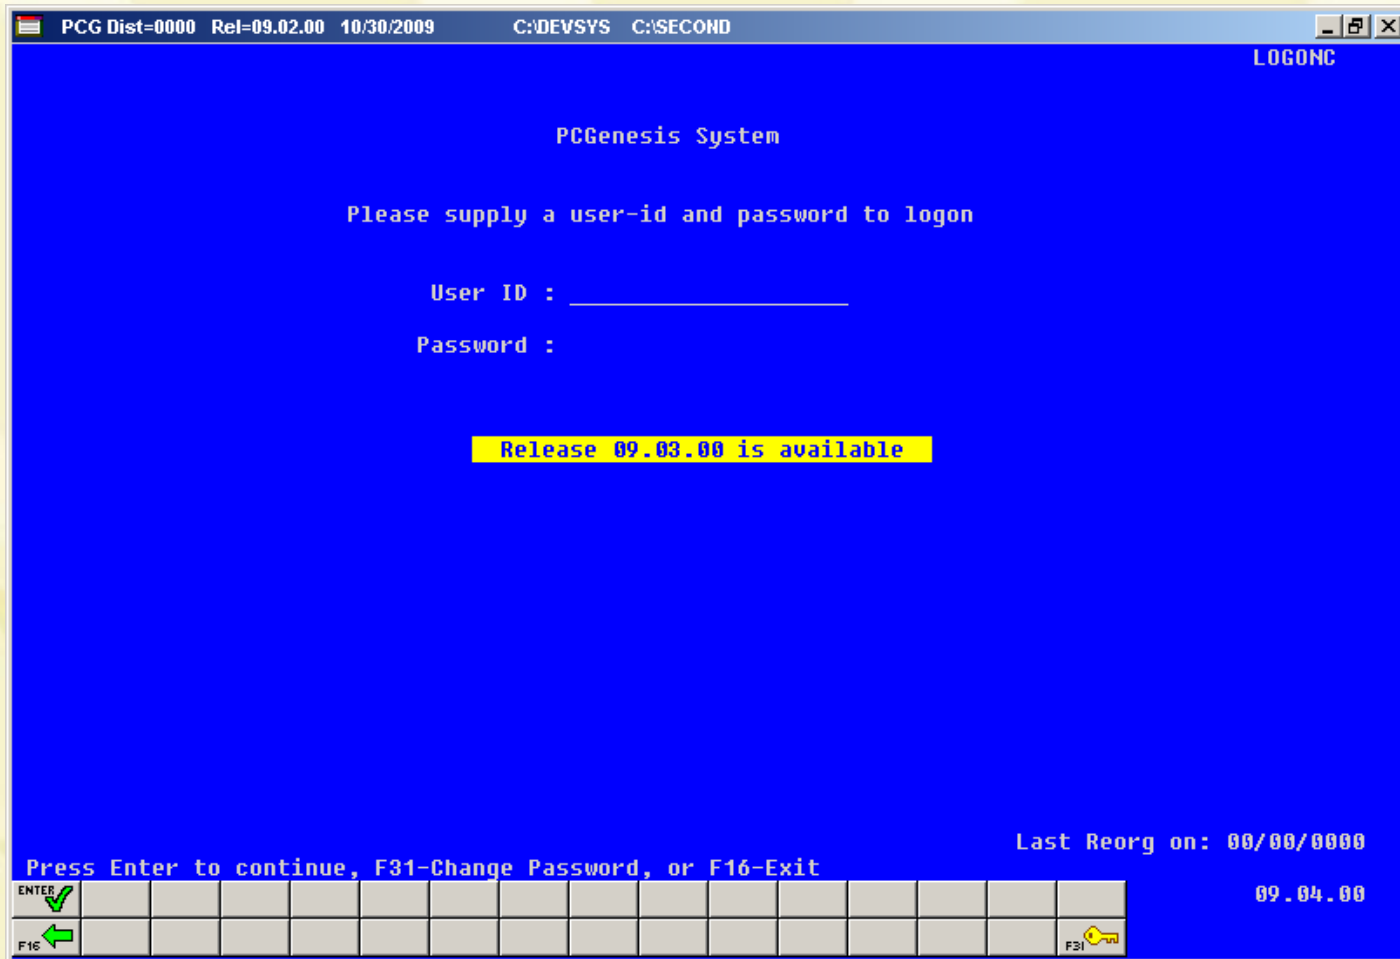 PCG Dist=0000 Rel=09.02.00 10/30/2009 C:\DEVSYS C:\SECOND
LOGONC
PCGenesis System
Please supply a user-id and password to logon
User ID : ____________________
Password :
Release 09.03.00 is available
Last Reorg on: 00/00/0000
Press Enter to continue, F31-Change Password, or F16-Exit
ENTER
09.04.00
F16
F31